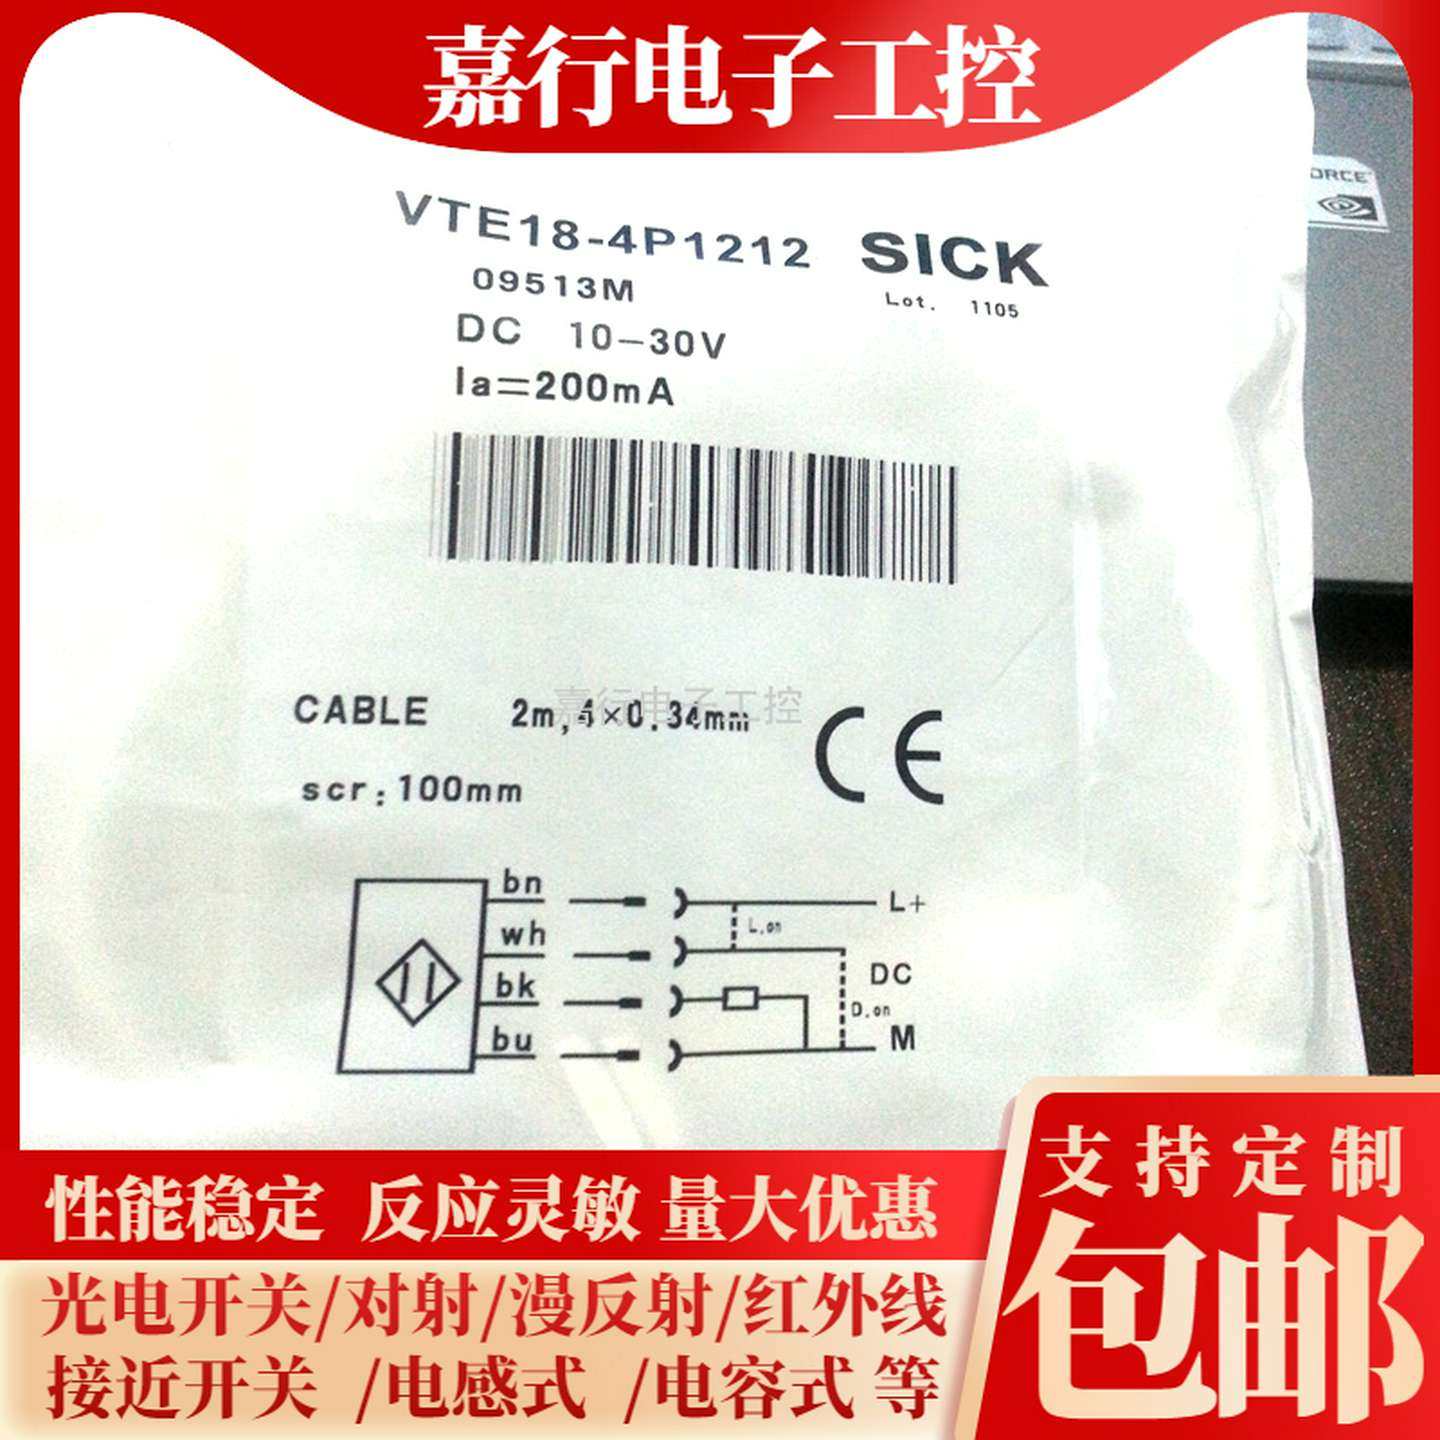 嘉行电子工控
ORCE
VTE18-4P1212 SICK
09513M
Lot. 1105
DC 10-30V
Ia=200mA
嘉行电子工控
CABLE 2m,4×0.34mm
CE
scr:100mm
bn
L+
L.on
wh
DC
bk
D.on
bu
M
支持定制
包邮
性能稳定 反应灵敏 量大优惠
光电开关/对射/漫反射/红外线
接近开关 /电感式 /电容式 等